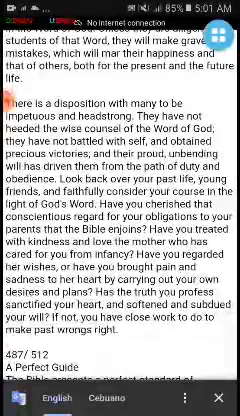 85% 5:01 AM
No internet connection
students of that Word, they will make grave
mistakes, which will mar their happiness and
that of others, both for the present and the future
life.
There is a disposition with many to be
impetuous and headstrong. They have not
heeded the wise counsel of the Word of God;
they have not battled with self, and obtained
precious victories; and their proud, unbending
will has driven them from the path of duty and
obedience. Look back over your past life, young
friends, and faithfully consider your course in the
light of God's Word. Have you cherished that
conscientious regard for your obligations to your
parents that the Bible enjoins? Have you treated
with kindness and love the mother who has
cared for you from infancy? Have you regarded
her wishes, or have you brought pain and
sadness to her heart by carrying out your own
desires and plans? Has the truth you profess
sanctified your heart, and softened and subdued
your will? If not, you have close work to do to
make past wrongs right.
487/ 512
A Perfect Guide
English Cebuano